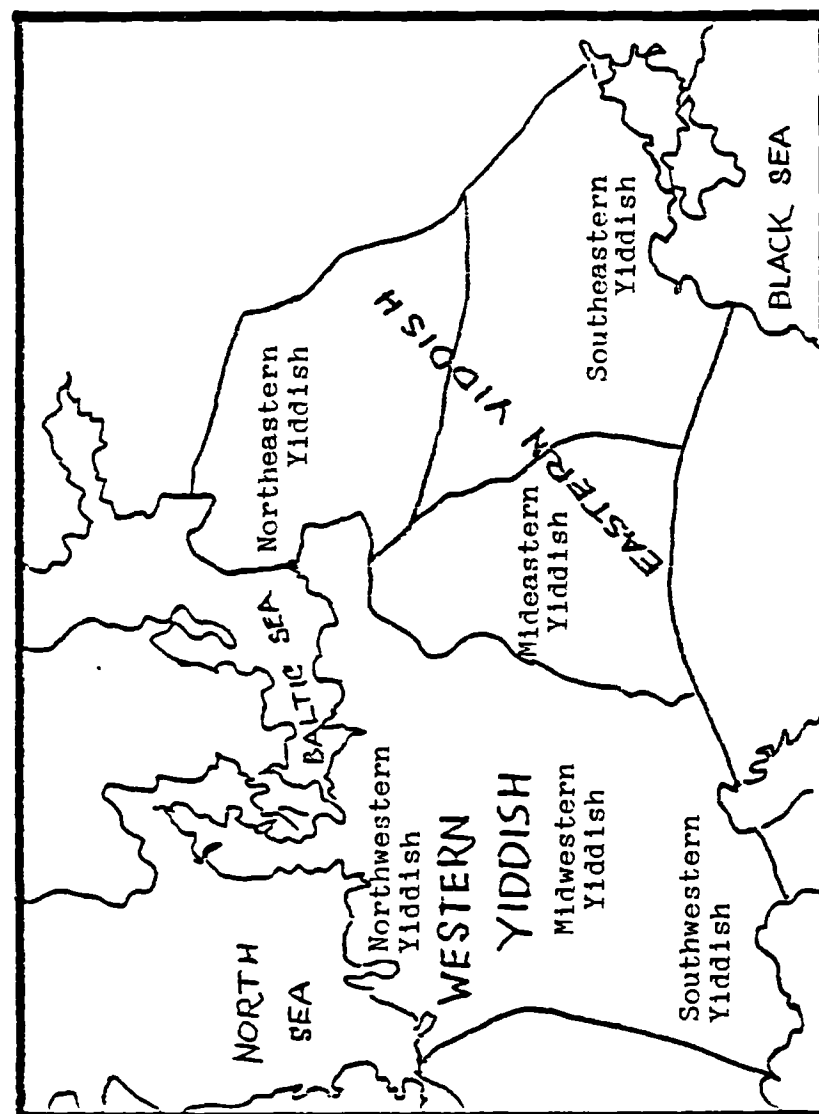 NORTH
SEA
BALTIC SEA
Northwestern
Yiddish
WESTERN
YIDDISH
Midwestern
Yiddish
Southwestern
Yiddish
Northeastern
Yiddish
Mideastern
Yiddish
EASTERN YIDDISH
Southeastern
Yiddish
BLACK SEA